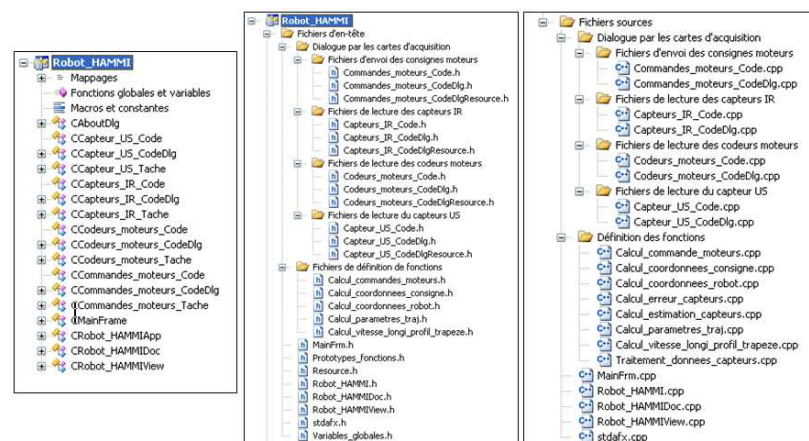 Robot_HAMMI
Mappages
Fonctions globales et variables
Macros et constantes
CAboutDlg
CCapteur_US_Code
CCapteur_US_CodeDlg
CCapteur_US_Tache
CCapteurs_IR_Code
CCapteurs_IR_CodeDlg
CCapteurs_IR_Tache
CCodeurs_moteurs_Code
CCodeurs_moteurs_CodeDlg
CCodeurs_moteurs_Tache
CCommandes_moteurs_Code
CCommandes_moteurs_CodeDlg
CCommandes_moteurs_Tache
CMainFrame
CRobot_HAMMIApp
CRobot_HAMMIDoc
CRobot_HAMMIView
Robot_HAMMI
Fichiers d'en-tête
Dialogue par les cartes d'acquisition
Fichiers d'envoi des consignes moteurs
Commandes_moteurs_Code.h
Commandes_moteurs_CodeDlg.h
Commandes_moteurs_CodeDlgResource.h
Fichiers de lecture des capteurs IR
Capteurs_IR_Code.h
Capteurs_IR_CodeDlg.h
Capteurs_IR_CodeDlgResource.h
Fichiers de lecture des codeurs moteurs
Codeurs_moteurs_Code.h
Codeurs_moteurs_CodeDlg.h
Codeurs_moteurs_CodeDlgResource.h
Fichiers de lecture du capteurs US
Capteur_US_Code.h
Capteur_US_CodeDlg.h
Capteur_US_CodeDlgResource.h
Fichiers de définition de fonctions
Calcul_commande_moteurs.h
Calcul_coordonnees_consigne.h
Calcul_coordonnees_robot.h
Calcul_parametres_traj.h
Calcul_vitesse_longi_profil_trapeze.h
MainFrm.h
Prototypes_fonctions.h
Resource.h
Robot_HAMMI.h
Robot_HAMMIDoc.h
Robot_HAMMIView.h
stdafx.h
Variables_globales.h
Fichiers sources
Dialogue par les cartes d'acquisition
Fichiers d'envoi des consignes moteurs
Commandes_moteurs_Code.cpp
Commandes_moteurs_CodeDlg.cpp
Fichiers de lecture des capteurs IR
Capteurs_IR_Code.cpp
Capteurs_IR_CodeDlg.cpp
Fichiers de lecture des codeurs moteurs
Codeurs_moteurs_Code.cpp
Codeurs_moteurs_CodeDlg.cpp
Fichiers de lecture du capteur US
Capteur_US_Code.cpp
Capteur_US_CodeDlg.cpp
Définition des fonctions
Calcul_commande_moteurs.cpp
Calcul_coordonnees_consigne.cpp
Calcul_coordonnees_robot.cpp
Calcul_erreur_capteurs.cpp
Calcul_estimation_capteurs.cpp
Calcul_parametres_traj.cpp
Calcul_vitesse_longi_profil_trapeze.cpp
Traitement_donnees_capteurs.cpp
MainFrm.cpp
Robot_HAMMI.cpp
Robot_HAMMIDoc.cpp
Robot_HAMMIView.cpp
stdafx.cpp